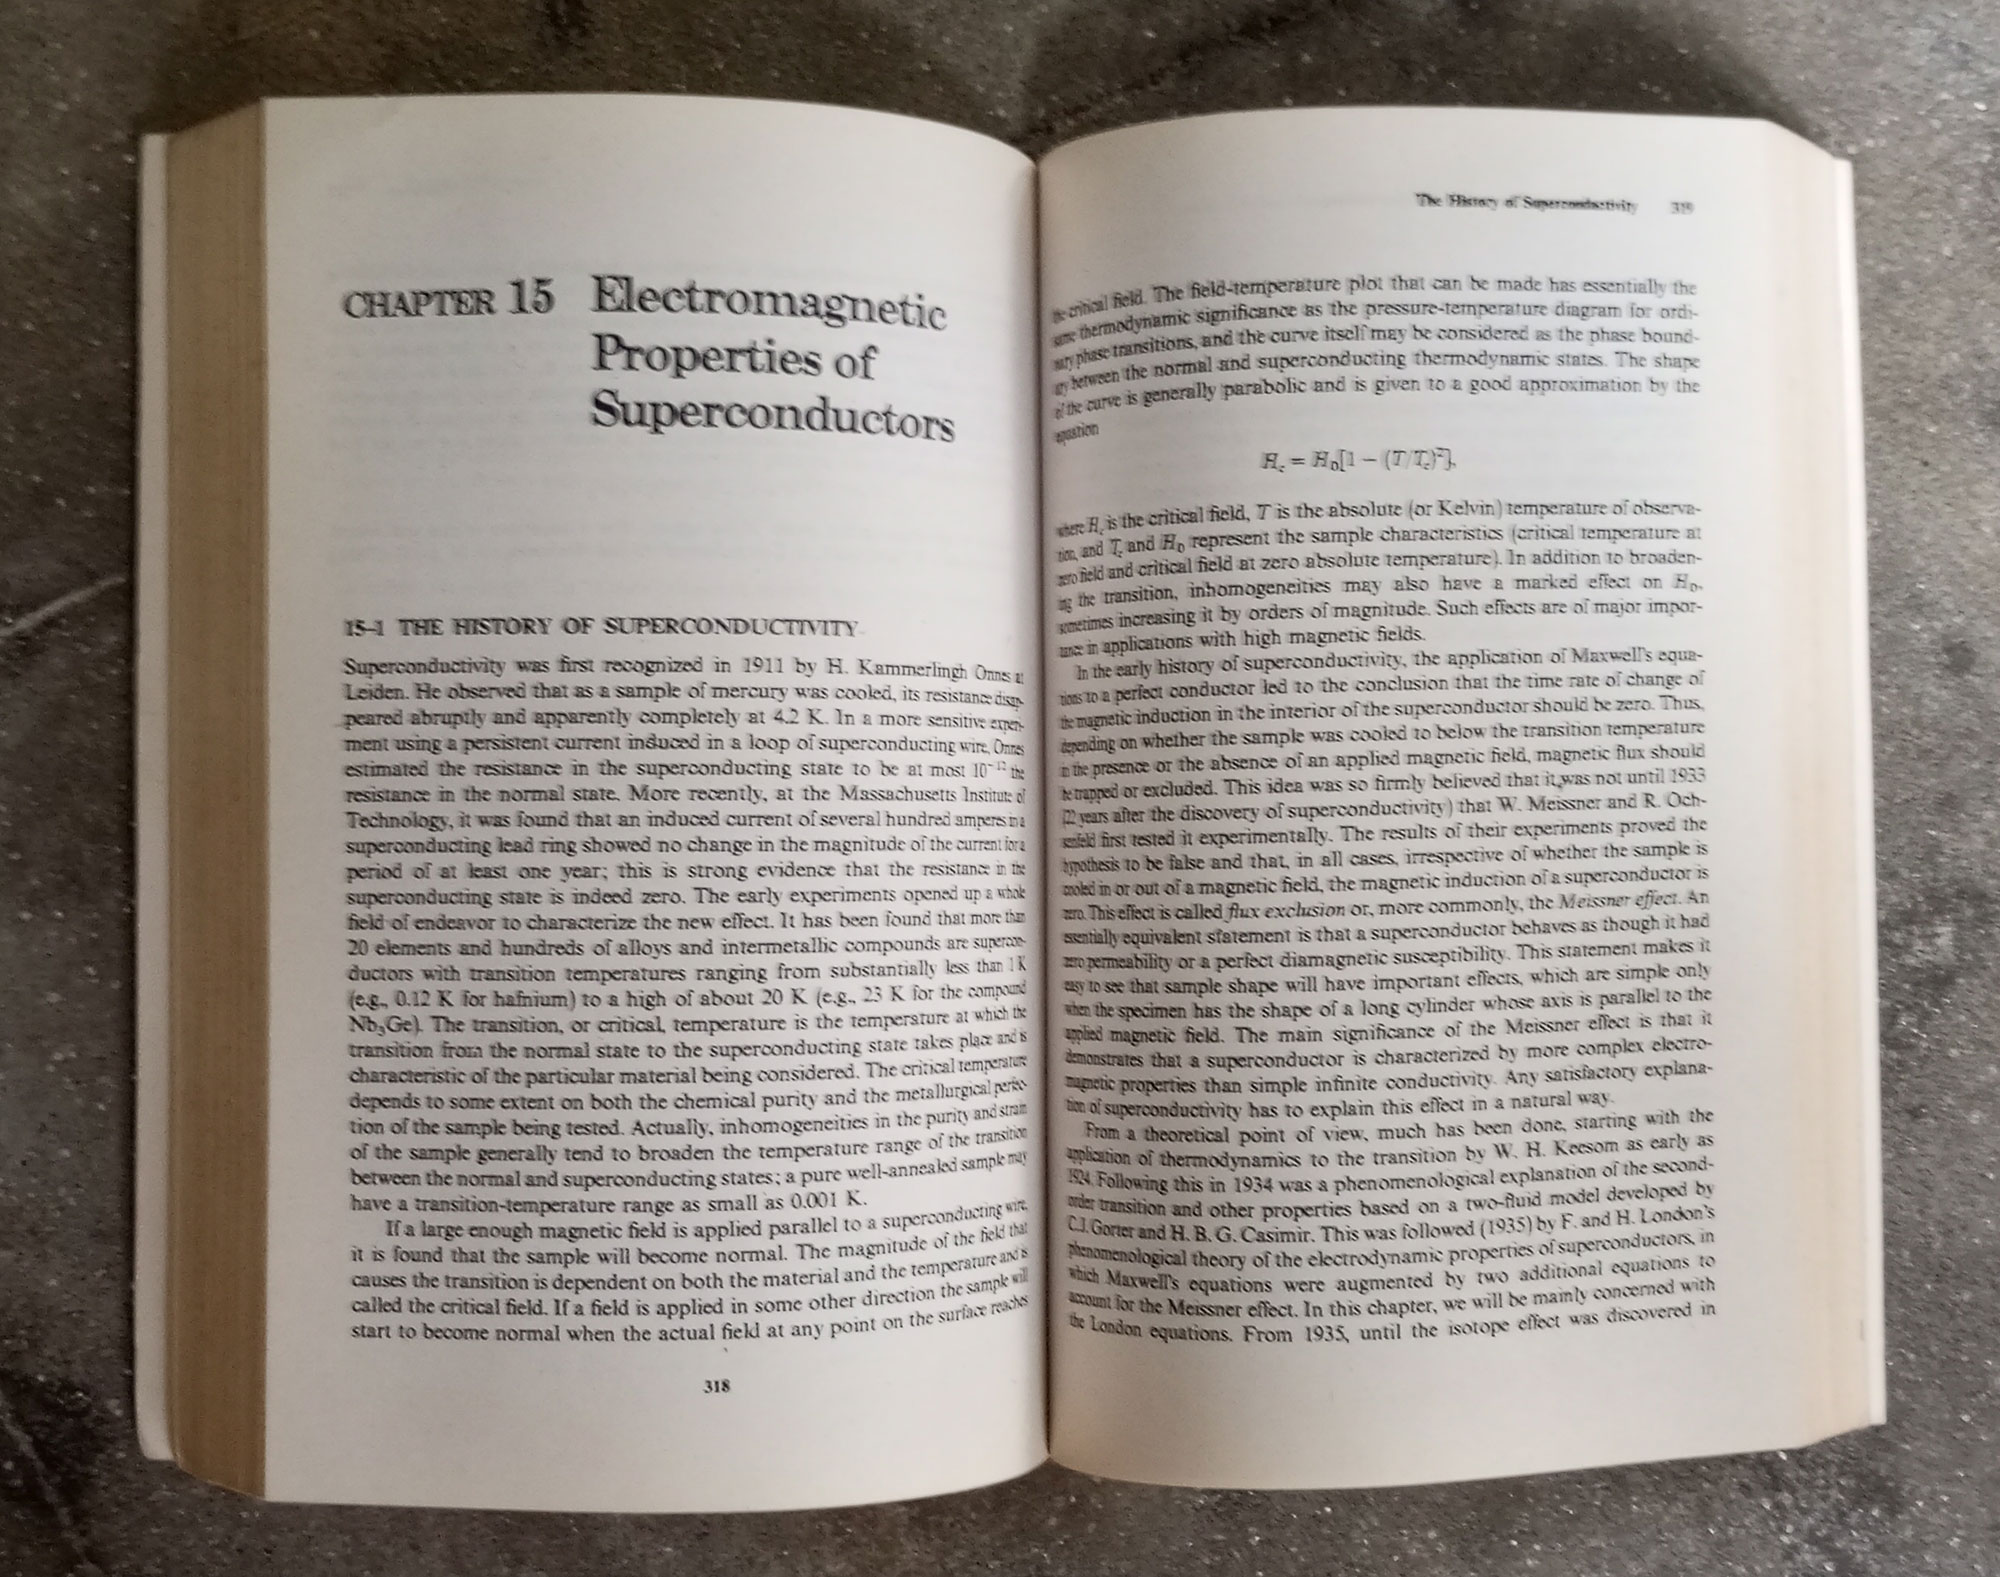 CHAPTER 15 Electromagnetic
Properties of
Superconductors
15-1 THE HISTORY OF SUPERCONDUCTIVITY
Superconductivity was first recognized in 1911 by H. Kammerlingh Onnes at
Leiden. He observed that as a sample of mercury was cooled, its resistance disap-
peared abruptly and apparently completely at 4.2 K. In a more sensitive experi-
ment using a persistent current induced in a loop of superconducting wire, Onnes
estimated the resistance in the superconducting state to be at most 10⁻¹² the
resistance in the normal state. More recently, at the Massachusetts Institute of
Technology, it was found that an induced current of several hundred amperes in a
superconducting lead ring showed no change in the magnitude of the current for a
period of at least one year; this is strong evidence that the resistance in the
superconducting state is indeed zero. The early experiments opened up a whole
field of endeavor to characterize the new effect. It has been found that more than
20 elements and hundreds of alloys and intermetallic compounds are supercon-
ductors with transition temperatures ranging from substantially less than 1 K
(e.g., 0.12 K for hafnium) to a high of about 20 K (e.g., 23 K for the compound
Nb₃Ge). The transition, or critical, temperature is the temperature at which the
transition from the normal state to the superconducting state takes place and is
characteristic of the particular material being considered. The critical temperature
depends to some extent on both the chemical purity and the metallurgical perfec-
tion of the sample being tested. Actually, inhomogeneities in the purity and strain
of the sample generally tend to broaden the temperature range of the transition
between the normal and superconducting states; a pure well-annealed sample may
have a transition-temperature range as small as 0.001 K.
If a large enough magnetic field is applied parallel to a superconducting wire,
it is found that the sample will become normal. The magnitude of the field that
causes the transition is dependent on both the material and the temperature and is
called the critical field. If a field is applied in some other direction the sample will
start to become normal when the actual field at any point on the surface reaches
318
The History of Superconductivity 319
the critical field. The field-temperature plot that can be made has essentially the
same thermodynamic significance as the pressure-temperature diagram for ordi-
nary phase transitions, and the curve itself may be considered as the phase bound-
ary between the normal and superconducting thermodynamic states. The shape
of the curve is generally parabolic and is given to a good approximation by the
equation
H_c = H₀[1 − (T/T_c)²],
where H_c is the critical field, T is the absolute (or Kelvin) temperature of observa-
tion, and T_c and H₀ represent the sample characteristics (critical temperature at
zero field and critical field at zero absolute temperature). In addition to broaden-
ing the transition, inhomogeneities may also have a marked effect on H₀,
sometimes increasing it by orders of magnitude. Such effects are of major impor-
tance in applications with high magnetic fields.
In the early history of superconductivity, the application of Maxwell's equa-
tions to a perfect conductor led to the conclusion that the time rate of change of
the magnetic induction in the interior of the superconductor should be zero. Thus,
depending on whether the sample was cooled to below the transition temperature
in the presence or the absence of an applied magnetic field, magnetic flux should
be trapped or excluded. This idea was so firmly believed that it was not until 1933
(22 years after the discovery of superconductivity) that W. Meissner and R. Och-
senfeld first tested it experimentally. The results of their experiments proved the
hypothesis to be false and that, in all cases, irrespective of whether the sample is
cooled in or out of a magnetic field, the magnetic induction of a superconductor is
zero. This effect is called flux exclusion or, more commonly, the Meissner effect. An
essentially equivalent statement is that a superconductor behaves as though it had
zero permeability or a perfect diamagnetic susceptibility. This statement makes it
easy to see that sample shape will have important effects, which are simple only
when the specimen has the shape of a long cylinder whose axis is parallel to the
applied magnetic field. The main significance of the Meissner effect is that it
demonstrates that a superconductor is characterized by more complex electro-
magnetic properties than simple infinite conductivity. Any satisfactory explana-
tion of superconductivity has to explain this effect in a natural way.
From a theoretical point of view, much has been done, starting with the
application of thermodynamics to the transition by W. H. Keesom as early as
1924. Following this in 1934 was a phenomenological explanation of the second-
order transition and other properties based on a two-fluid model developed by
C.J. Gorter and H. B. G. Casimir. This was followed (1935) by F. and H. London's
phenomenological theory of the electrodynamic properties of superconductors, in
which Maxwell's equations were augmented by two additional equations to
account for the Meissner effect. In this chapter, we will be mainly concerned with
the London equations. From 1935, until the isotope effect was discovered in